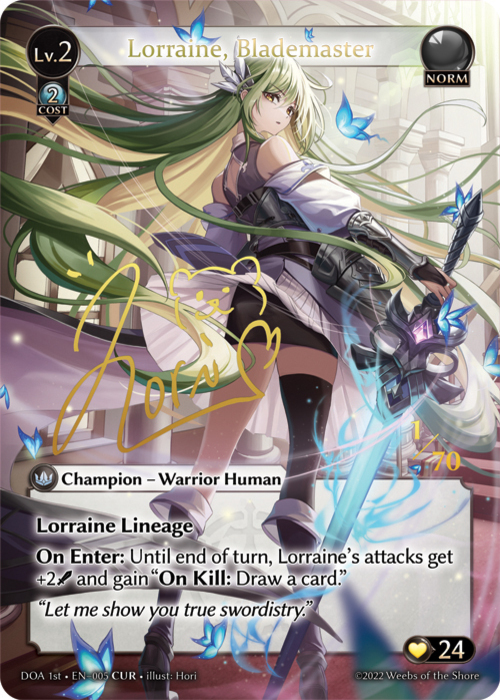 Lv.2
Lorraine, Blademaster
NORM
2
COST
Hori
1/70
Champion – Warrior Human
Lorraine Lineage
On Enter: Until end of turn, Lorraine's attacks get
+2 and gain "On Kill: Draw a card."
"Let me show you true swordistry."
24
DOA 1st • EN-005 CUR • illust: Hori
©2022 Weebs of the Shore